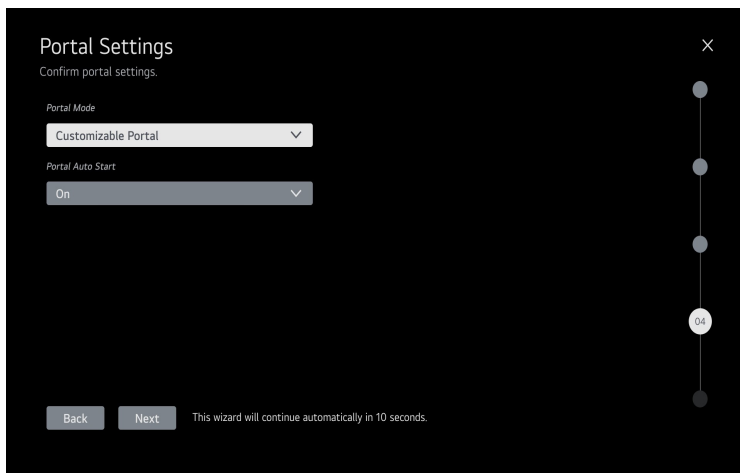 Portal Settings
Confirm portal settings.
Portal Mode
Customizable Portal
Portal Auto Start
On
04
Back
Next
This wizard will continue automatically in 10 seconds.